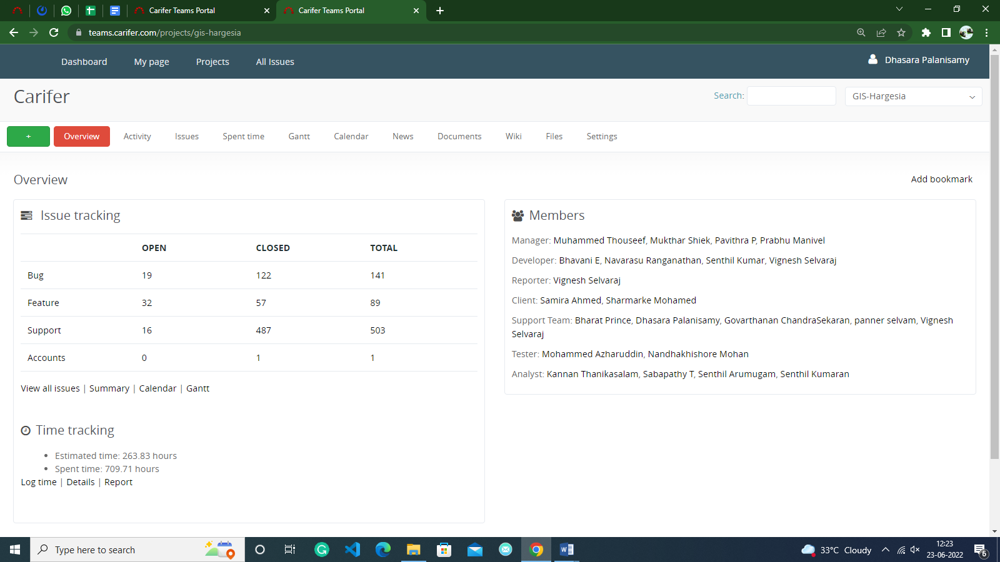 Carifer Teams Portal
Carifer Teams Portal
teams.carifer.com/projects/gis-hargesia
Dashboard My page Projects All Issues Dhasara Palanisamy
Carifer Search: GIS-Hargesia
+ Overview Activity Issues Spent time Gantt Calendar News Documents Wiki Files Settings
Overview Add bookmark
Issue tracking
OPEN CLOSED TOTAL
Bug 19 122 141
Feature 32 57 89
Support 16 487 503
Accounts 0 1 1
View all issues | Summary | Calendar | Gantt
Time tracking
• Estimated time: 263.83 hours
• Spent time: 709.71 hours
Log time | Details | Report
Members
Manager: Muhammed Thouseef, Mukthar Shiek, Pavithra P, Prabhu Manivel
Developer: Bhavani E, Navarasu Ranganathan, Senthil Kumar, Vignesh Selvaraj
Reporter: Vignesh Selvaraj
Client: Samira Ahmed, Sharmarke Mohamed
Support Team: Bharat Prince, Dhasara Palanisamy, Govarthanan ChandraSekaran, panner selvam, Vignesh
Selvaraj
Tester: Mohammed Azharuddin, Nandhakhishore Mohan
Analyst: Kannan Thanikasalam, Sabapathy T, Senthil Arumugam, Senthil Kumaran
Type here to search
33°C Cloudy
12:23
23-06-2022
6